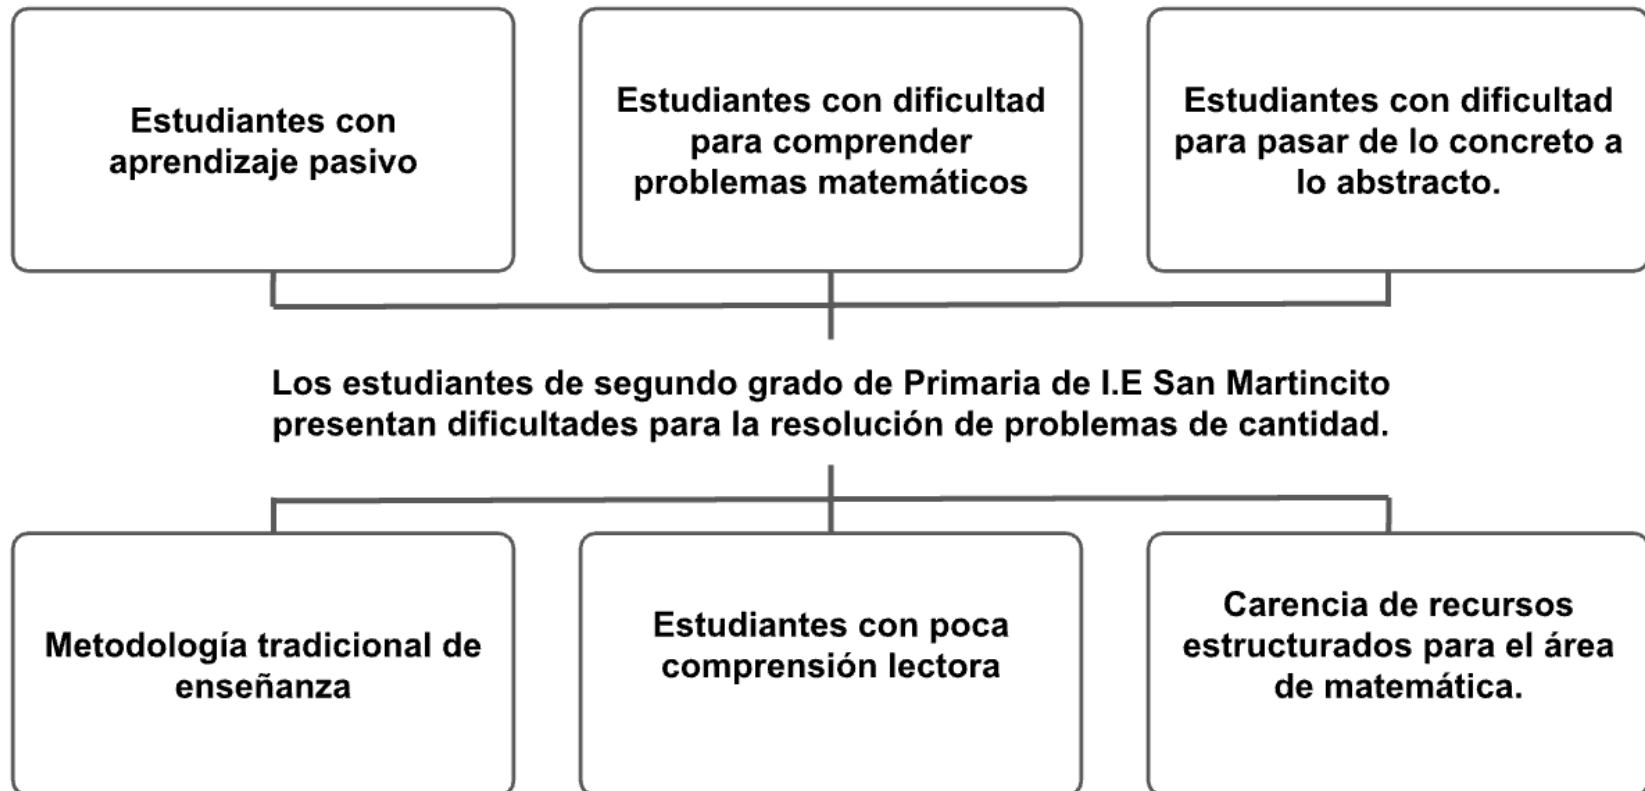 Estudiantes con
aprendizaje pasivo
Estudiantes con dificultad
para comprender
problemas matemáticos
Estudiantes con dificultad
para pasar de lo concreto a
lo abstracto.
Los estudiantes de segundo grado de Primaria de I.E San Martincito
presentan dificultades para la resolución de problemas de cantidad.
Metodología tradicional de
enseñanza
Estudiantes con poca
comprensión lectora
Carencia de recursos
estructurados para el área
de matemática.